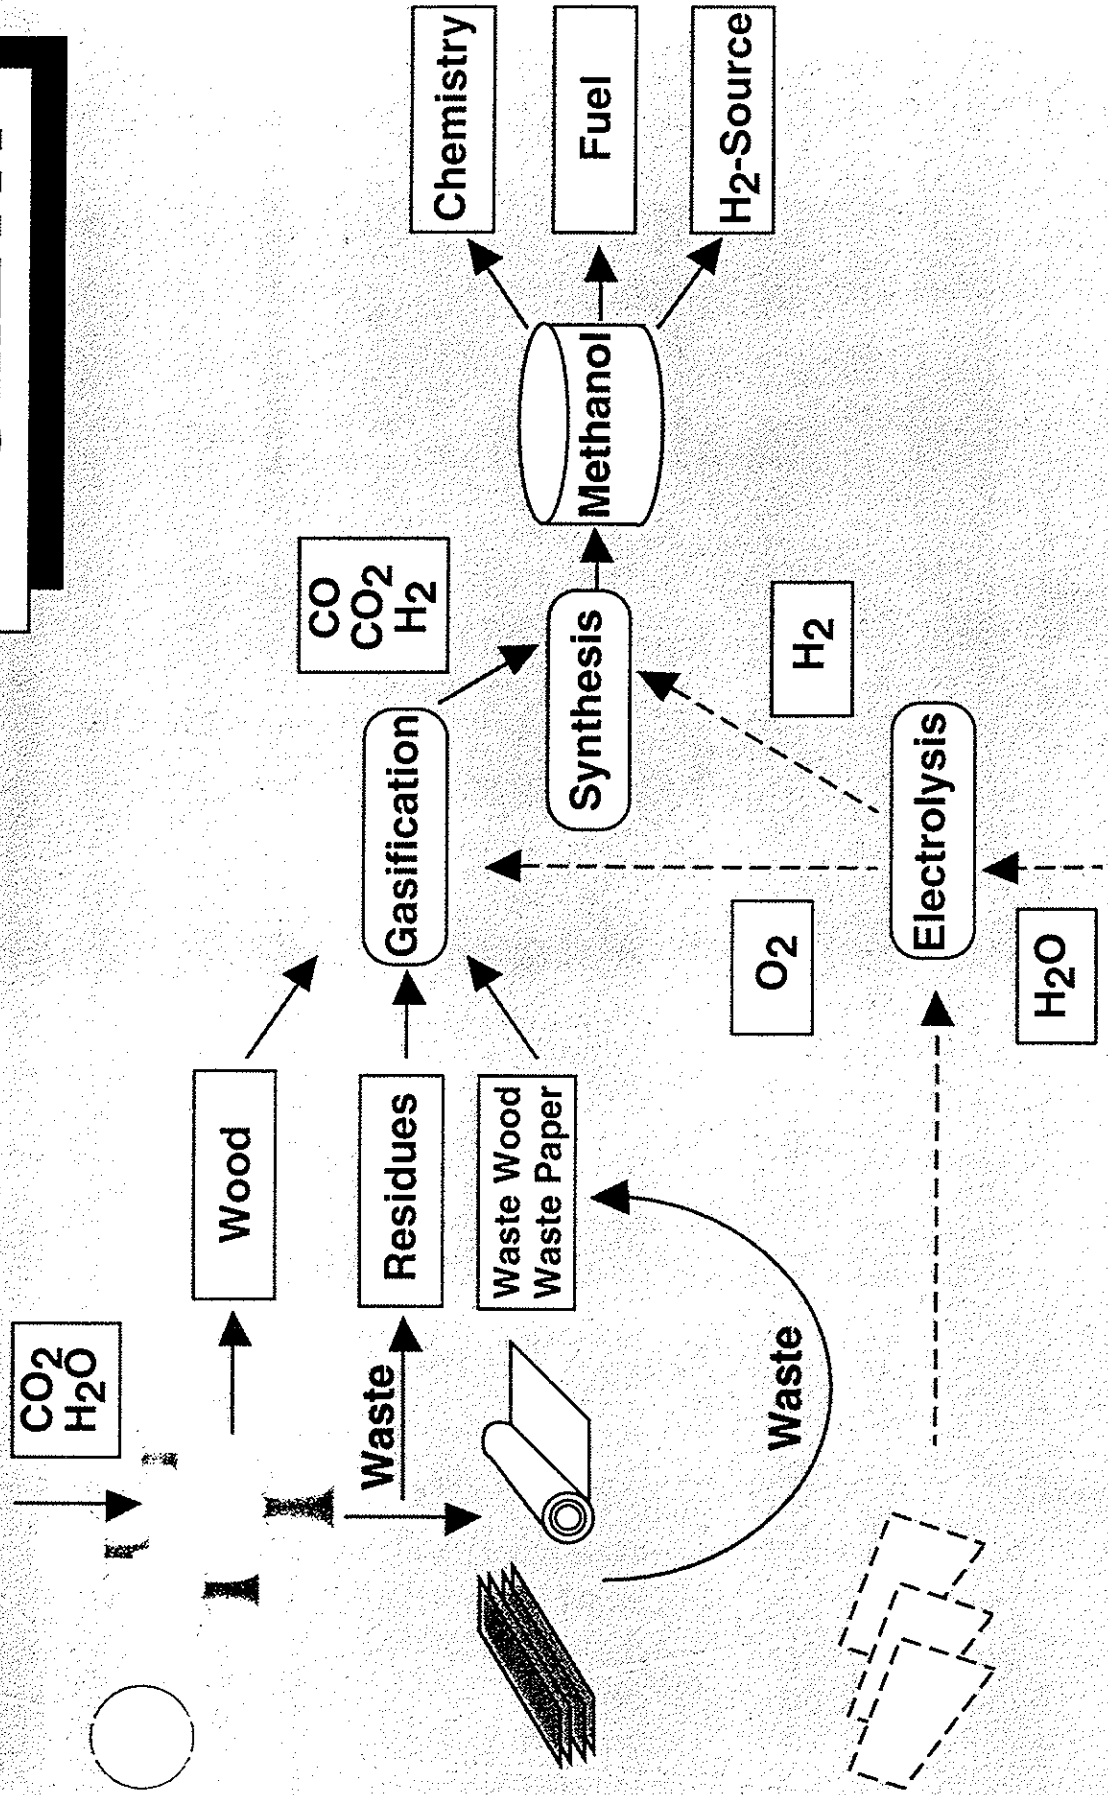 CO2
H2O
Wood
Waste
Residues
Waste Wood
Waste Paper
Waste
Gasification
CO
CO2
H2
Synthesis
Methanol
Chemistry
Fuel
H2-Source
O2
H2
Electrolysis
H2O